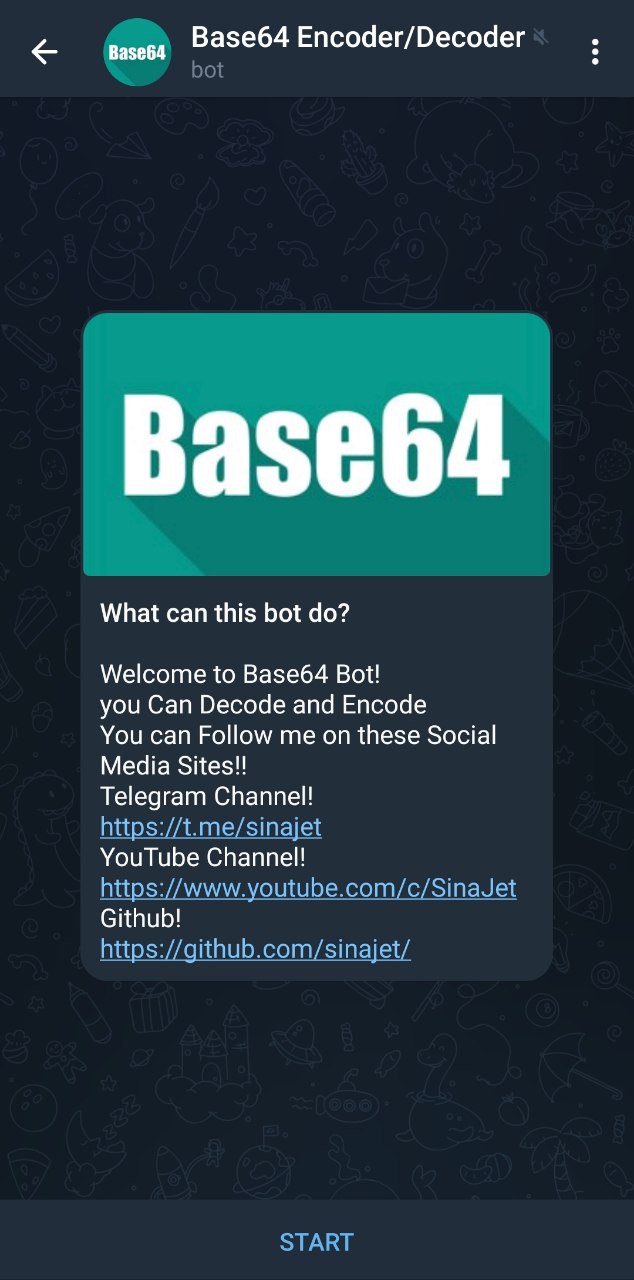 Base64
Base64 Encoder/Decoder
bot
Base64
What can this bot do?
Welcome to Base64 Bot!
you Can Decode and Encode
You can Follow me on these Social
Media Sites!!
Telegram Channel!
https://t.me/sinajet
YouTube Channel!
https://www.youtube.com/c/SinaJet
Github!
https://github.com/sinajet/
START